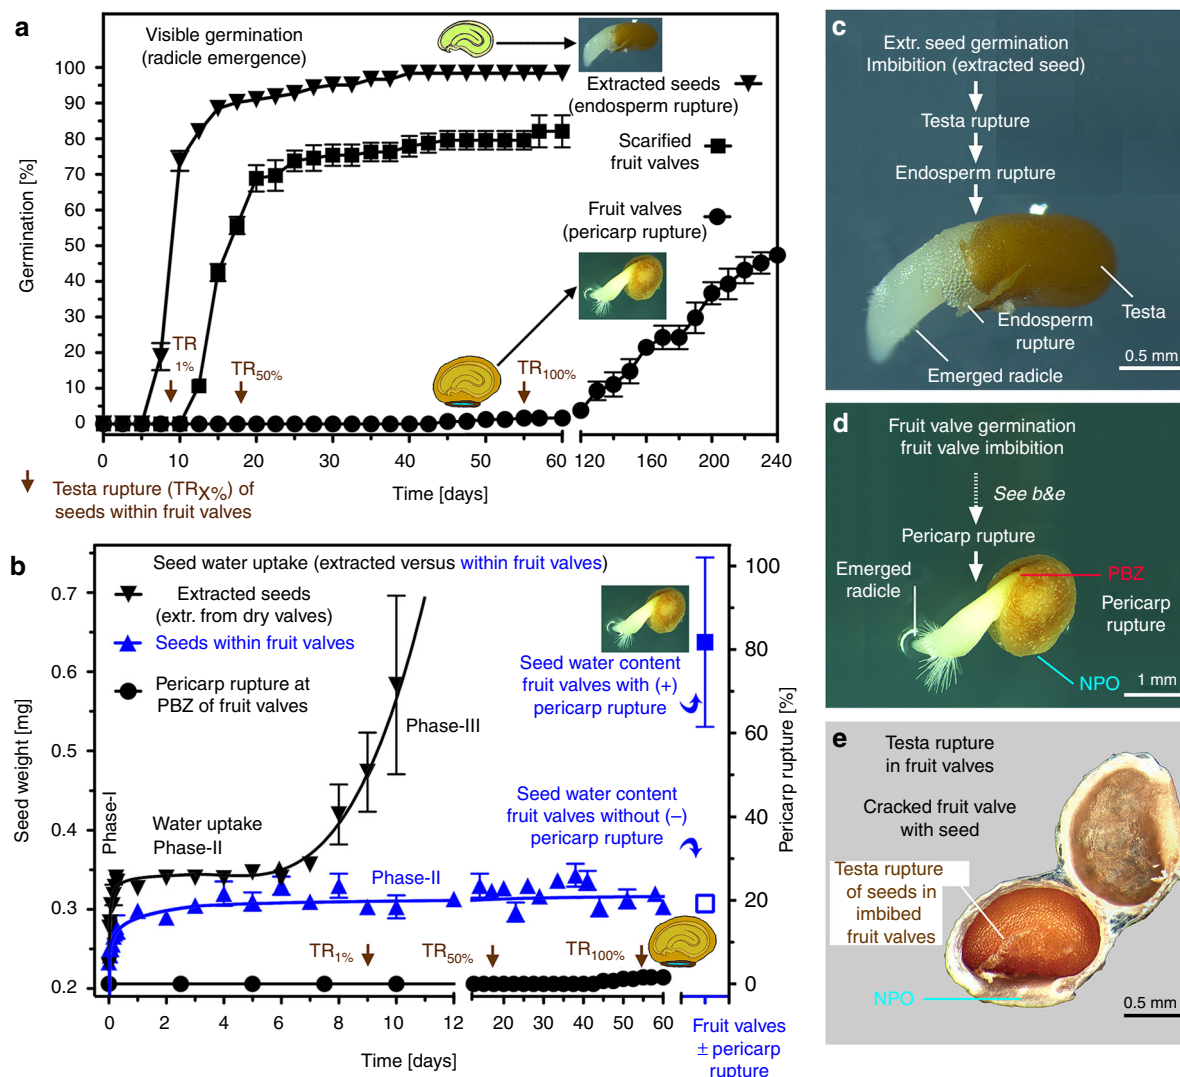 a
Visible germination
(radicle emergence)
Extracted seeds
(endosperm rupture)
Scarified
fruit valves
Fruit valves
(pericarp rupture)
Germination [%]
100
90
80
70
60
50
40
30
20
10
0
TR
1%
TR50%
TR100%
0 10 20 30 40 50 60 120 160 200 240
Time [days]
Testa rupture (TRX%) of
seeds within fruit valves
b
Seed water uptake (extracted versus within fruit valves)
Extracted seeds
(extr. from dry valves)
Seeds within fruit valves
Pericarp rupture at
PBZ of fruit valves
Seed weight [mg]
0.7
0.6
0.5
0.4
0.3
0.2
Phase-I
Water uptake
Phase-II
Phase-III
Phase-II
Seed water content
fruit valves with (+)
pericarp rupture
Seed water content
fruit valves without (–)
pericarp rupture
TR1%
TR50%
TR100%
Pericarp rupture [%]
100
80
60
40
20
0
0 2 4 6 8 10 12 20 30 40 50 60
Time [days]
Fruit valves
± pericarp
rupture
c
Extr. seed germination
Imbibition (extracted seed)
Testa rupture
Endosperm rupture
Testa
Endosperm
rupture
Emerged radicle
0.5 mm
d
Fruit valve germination
fruit valve imbibition
See b&e
Pericarp rupture
Emerged
radicle
PBZ
Pericarp
rupture
NPO
1 mm
e
Testa rupture
in fruit valves
Cracked fruit valve
with seed
Testa rupture
of seeds in
imbibed
fruit valves
NPO
0.5 mm